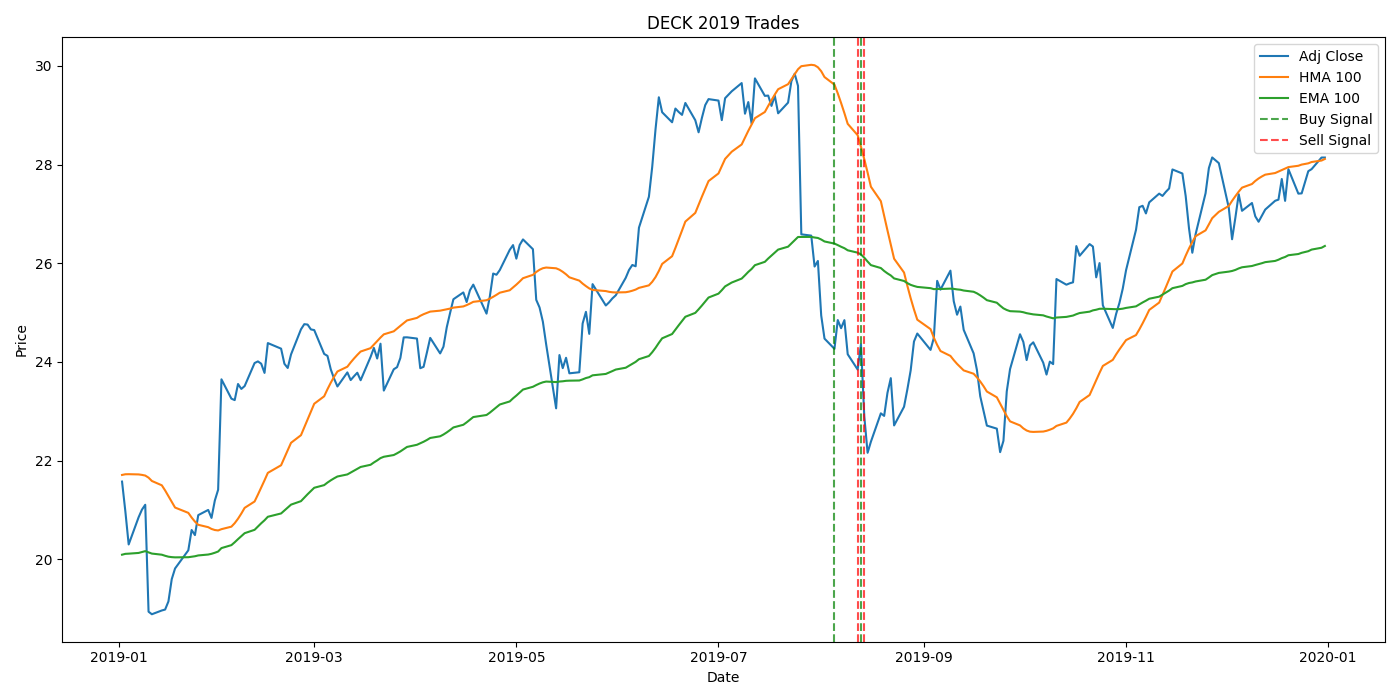 DECK 2019 Trades
Adj Close
HMA 100
EMA 100
Buy Signal
Sell Signal
Price
30
28
26
24
22
20
2019-01
2019-03
2019-05
2019-07
2019-09
2019-11
2020-01
Date